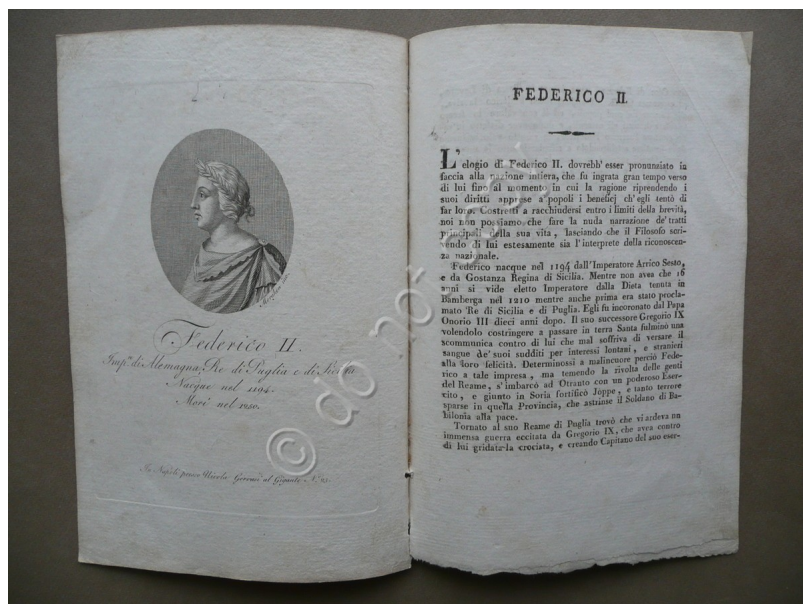 Federico II.
Imp.re di Alemagna, Re di Puglia e di Sicilia
Nacque nel 1194.
Morì nel 1250.
In Napoli presso Nicola Gervasi al Gigante N.º 23.
FEDERICO II.
L'elogio di Federico II. dovrebb' esser pronunziato in
faccia alla nazione intiera, che fu ingrata gran tempo verso
di lui fino al momento in cui la ragione riprendendo i
suoi diritti apprese a' popoli i beneficj ch' egli tentò di
far loro. Costretti a racchiudersi entro i limiti della brevità,
noi non possiamo che fare la nuda narrazione de' tratti
principali della sua vita, lasciando che il Filosofo scri-
vendo di lui estesamente sia l'interprete della riconoscen-
za nazionale.
Federico nacque nel 1194 dall' Imperatore Arrico Sesto,
e da Gostanza Regina di Sicilia. Mentre non avea che 16
anni si vide eletto Imperatore dalla Dieta tenuta in
Bamberga nel 1210 mentre anche prima era stato procla-
mato Re di Sicilia e di Puglia. Egli fu incoronato dal Papa
Onorio III dieci anni dopo. Il suo successore Gregorio IX
volendolo costringere a passare in terra Santa fulminò una
scommunica contro di lui che mal soffriva di versare il
sangue de' suoi sudditi per interessi lontani, e stranieri
alla loro felicità. Determinossi a malincuore perciò Fede-
rico a tale impresa, ma temendo la rivolta delle genti
del Reame, s'imbarcò ad Otranto con un poderoso Eser-
cito, e giunto in Soria fortificò Joppe, e tanto terrore
sparse in quella Provincia, che astrinse il Soldano di Ba-
bilonia alla pace.
Tornato al suo Reame di Puglia trovò che vi ardeva un
immensa guerra eccitata da Gregorio IX, che avea contro
di lui gridata la crociata, e creando Capitano del suo eser-
© do not copy